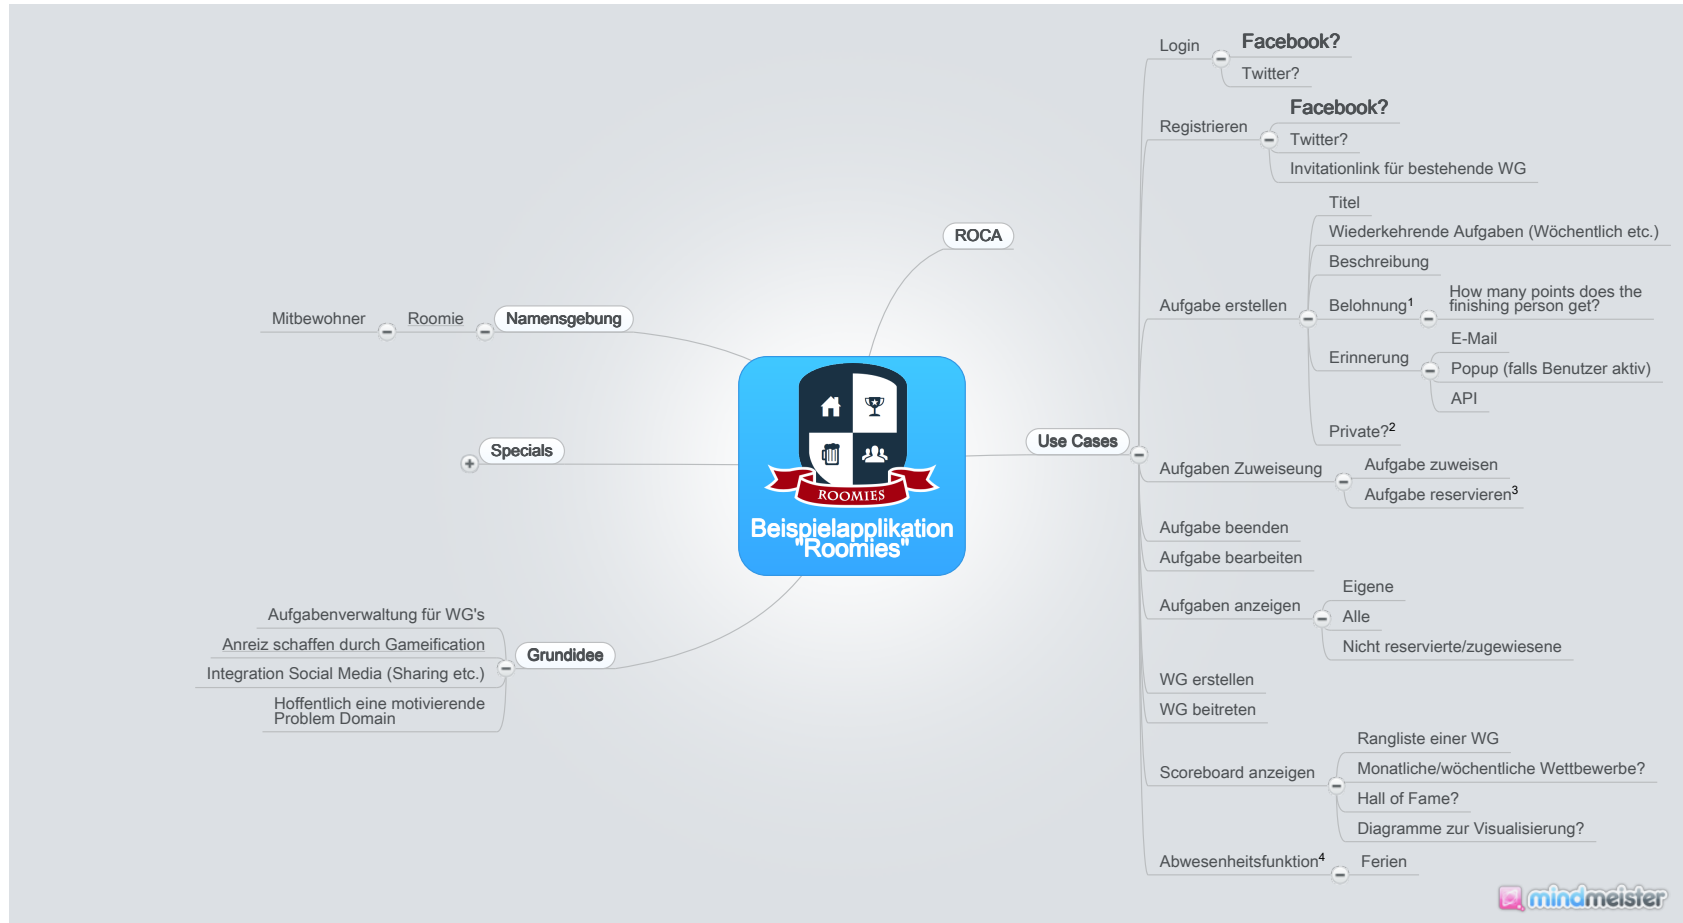 Login
Facebook?
Twitter?
Registrieren
Facebook?
Twitter?
Invitationlink für bestehende WG
Aufgabe erstellen
Titel
Wiederkehrende Aufgaben (Wöchentlich etc.)
Beschreibung
Belohnung1
How many points does the
finishing person get?
Erinnerung
E-Mail
Popup (falls Benutzer aktiv)
API
Private?2
Use Cases
Aufgaben Zuweiseung
Aufgabe zuweisen
Aufgabe reservieren3
Aufgabe beenden
Aufgabe bearbeiten
Aufgaben anzeigen
Eigene
Alle
Nicht reservierte/zugewiesene
WG erstellen
WG beitreten
Scoreboard anzeigen
Rangliste einer WG
Monatliche/wöchentliche Wettbewerbe?
Hall of Fame?
Diagramme zur Visualisierung?
Abwesenheitsfunktion4
Ferien
ROCA
Namensgebung
Roomie
Mitbewohner
Specials
ROOMIES
Beispielapplikation
"Roomies"
Grundidee
Aufgabenverwaltung für WG's
Anreiz schaffen durch Gameification
Integration Social Media (Sharing etc.)
Hoffentlich eine motivierende
Problem Domain
mindmeister